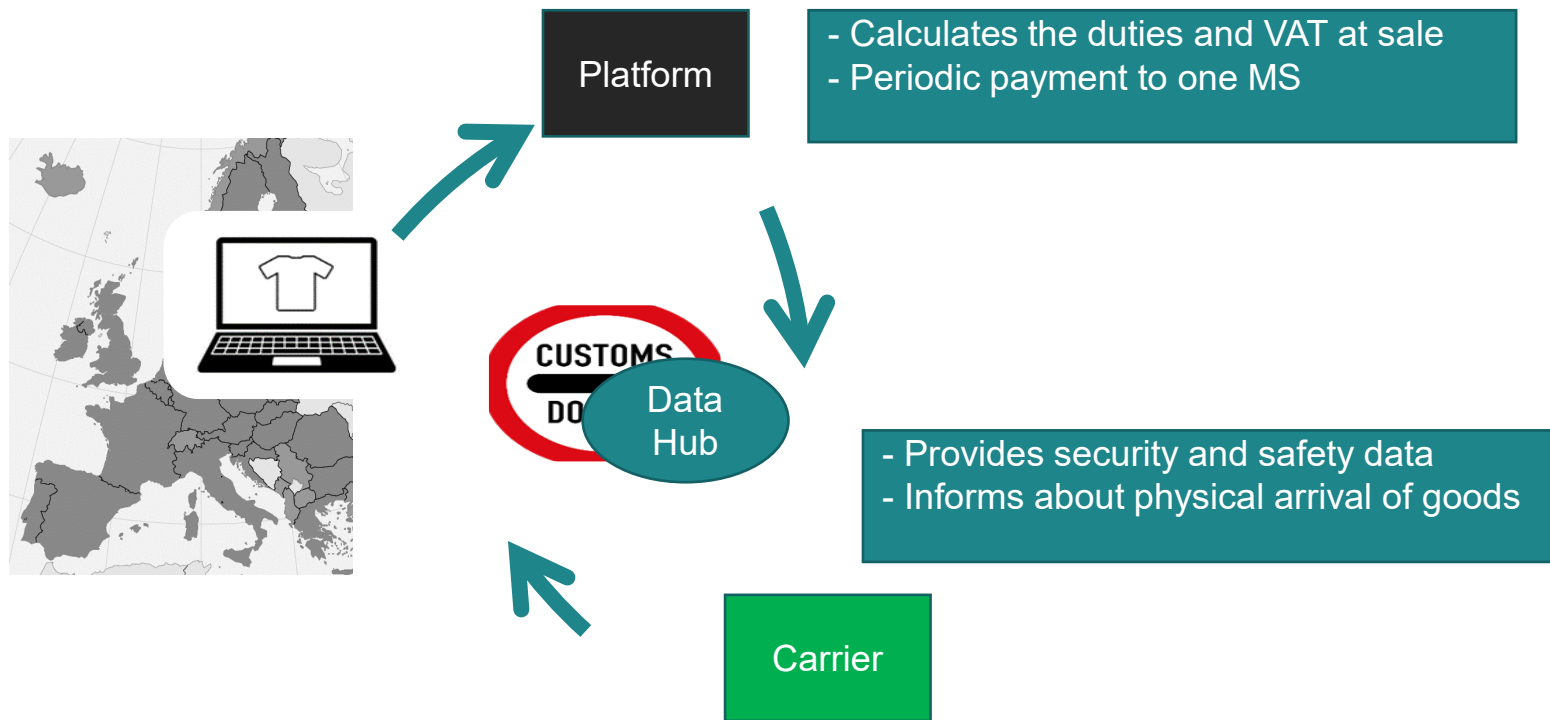 Platform
- Calculates the duties and VAT at sale
- Periodic payment to one MS
CUSTOMS
DO
Data
Hub
- Provides security and safety data
- Informs about physical arrival of goods
Carrier